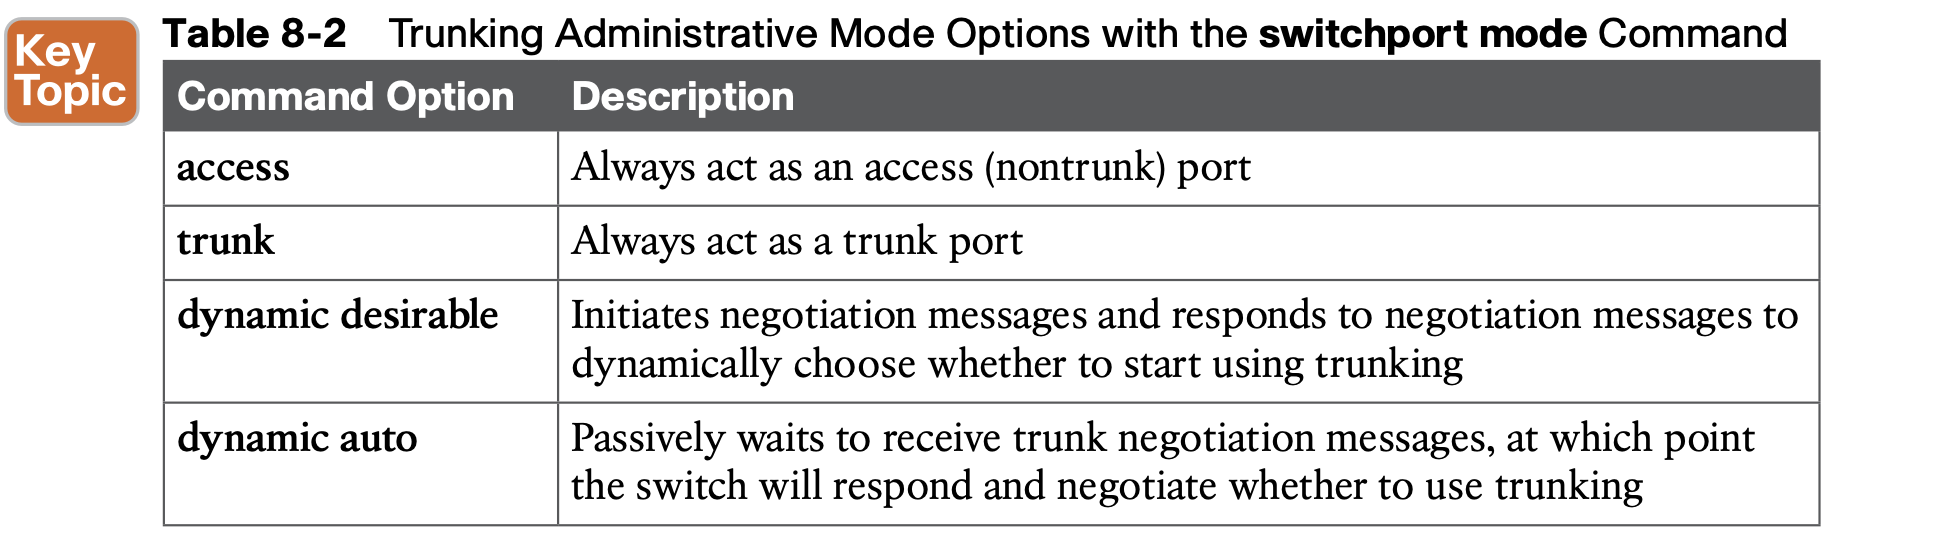 Key
Topic
Table 8-2 Trunking Administrative Mode Options with the switchport mode Command
Command Option Description
access Always act as an access (nontrunk) port
trunk Always act as a trunk port
dynamic desirable Initiates negotiation messages and responds to negotiation messages to
dynamically choose whether to start using trunking
dynamic auto Passively waits to receive trunk negotiation messages, at which point
the switch will respond and negotiate whether to use trunking